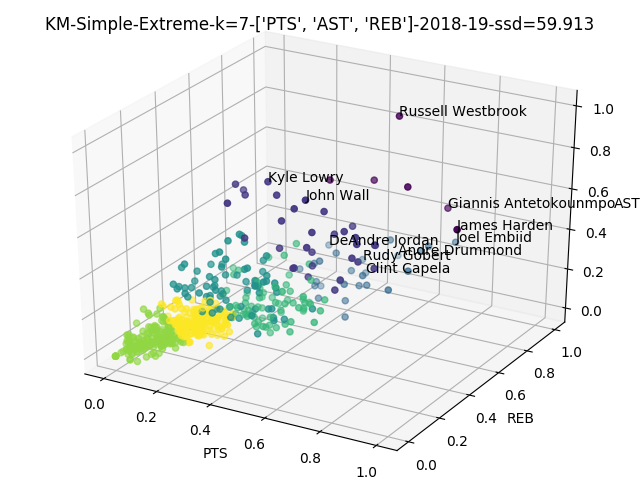 KM-Simple-Extreme-k=7-['PTS', 'AST', 'REB']-2018-19-ssd=59.913
Russell Westbrook
Kyle Lowry
John Wall
Giannis Antetokounmpo
AST
James Harden
Joel Embid
DeAndre Jordan
Andre Drummond
Rudy Gobert
Clint Capela
1.0
0.8
0.6
0.4
0.2
0.0
0.0
0.2
0.4
0.6
0.8
1.0
PTS
0.0
0.2
0.4
0.6
0.8
1.0
REB